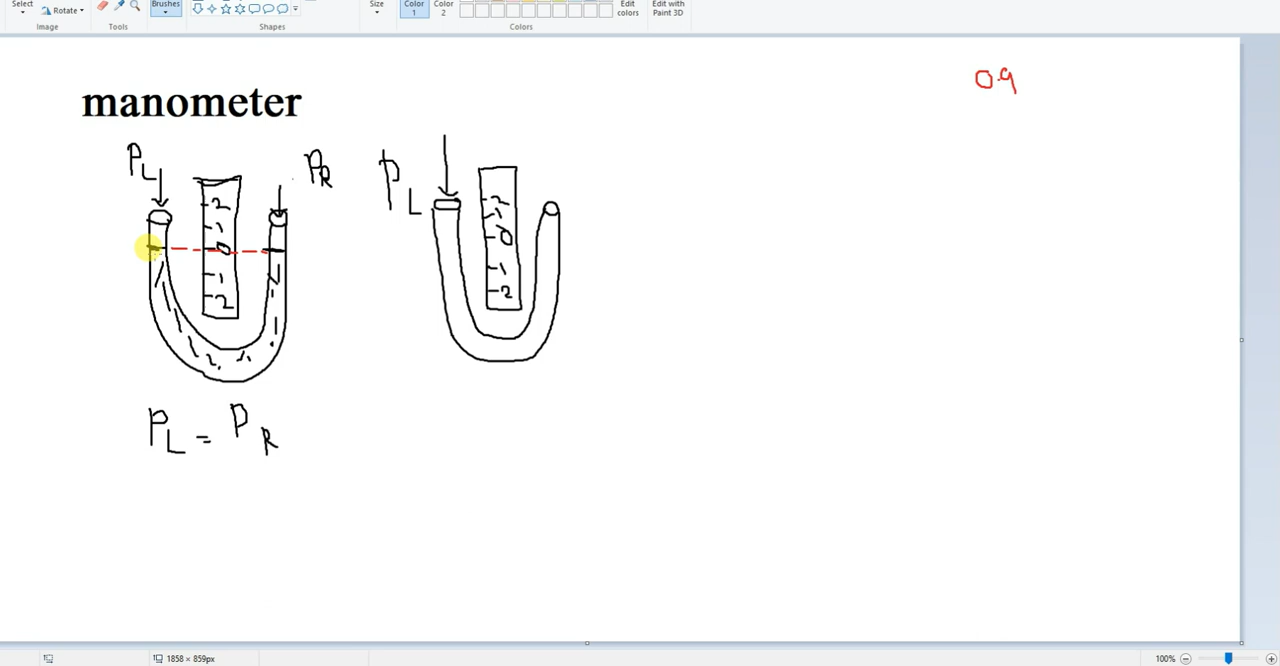 Select
Rotate
Brushes
Size
Color
1
Color
2
Edit
colors
Edit with
Paint 3D
Image
Tools
Shapes
Colors
0.9
manometer
PL
PR
2
1
0
1
2
PL
2
1
0
1
2
PL = PR
1858 × 859px
100%